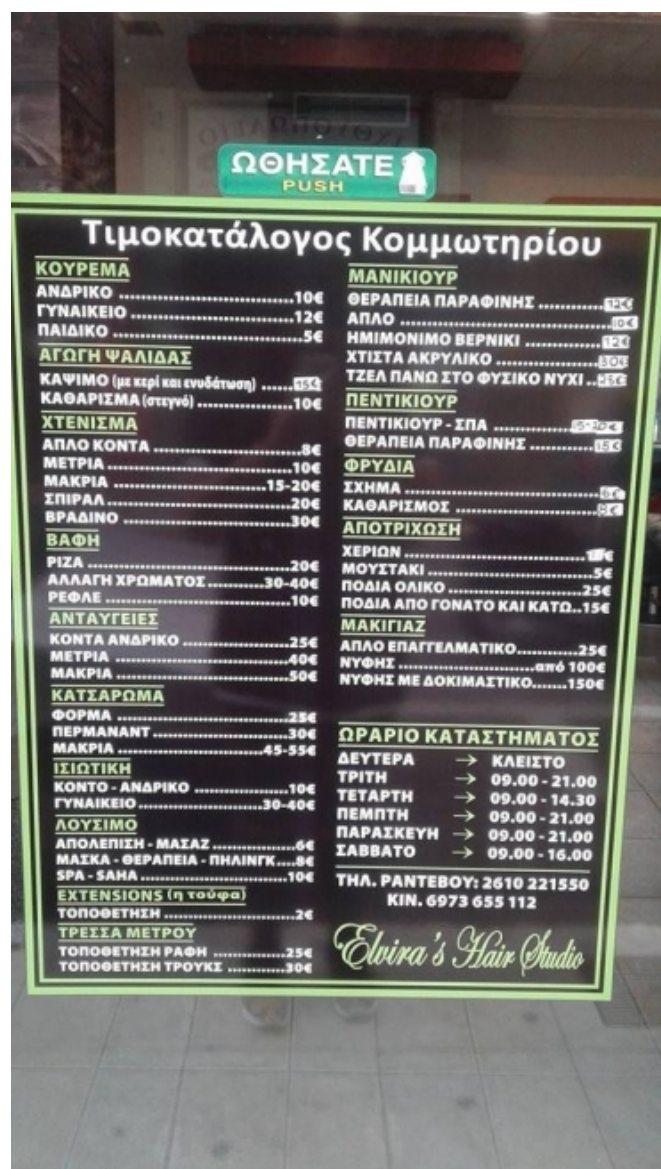 ΩΘΗΣΑΤΕ
PUSH
Τιμοκατάλογος Κομμωτηρίου
ΚΟΥΡΕΜΑ
ΑΝΔΡΙΚΟ ........................................10€
ΓΥΝΑΙΚΕΙΟ ......................................12€
ΠΑΙΔΙΚΟ ........................................5€
ΑΓΩΓΗ ΨΑΛΙΔΑΣ
ΚΑΨΙΜΟ (με κερί και ενυδάτωση) ......15€
ΚΑΘΑΡΙΣΜΑ (στεγνό) ......................10€
ΧΤΕΝΙΣΜΑ
ΑΠΛΟ ΚΟΝΤΑ ................................8€
ΜΕΤΡΙΑ ........................................10€
ΜΑΚΡΙΑ ...................................15-20€
ΣΠΙΡΑΛ ........................................20€
ΒΡΑΔΙΝΟ ......................................30€
ΒΑΦΗ
ΡΙΖΑ ............................................20€
ΑΛΛΑΓΗ ΧΡΩΜΑΤΟΣ ............30-40€
ΡΕΦΛΕ ........................................10€
ΑΝΤΑΥΓΕΙΕΣ
ΚΟΝΤΑ ΑΝΔΡΙΚΟ ........................25€
ΜΕΤΡΙΑ ......................................40€
ΜΑΚΡΙΑ ......................................50€
ΚΑΤΣΑΡΩΜΑ
ΦΟΡΜΑ ......................................25€
ΠΕΡΜΑΝΑΝΤ ..............................30€
ΜΑΚΡΙΑ .................................45-55€
ΙΣΙΩΤΙΚΗ
ΚΟΝΤΟ - ΑΝΔΡΙΚΟ ....................10€
ΓΥΝΑΙΚΕΙΟ ............................30-40€
ΛΟΥΣΙΜΟ
ΑΠΟΛΕΠΙΣΗ - ΜΑΣΑΖ ..................6€
ΜΑΣΚΑ - ΘΕΡΑΠΕΙΑ - ΠΗΛΙΝΓΚ ....8€
SPA - SAHA ................................10€
EXTENSIONS (η τούφα)
ΤΟΠΟΘΕΤΗΣΗ ..............................2€
ΤΡΕΣΣΑ ΜΕΤΡΟΥ
ΤΟΠΟΘΕΤΗΣΗ ΡΑΦΗ ..................25€
ΤΟΠΟΘΕΤΗΣΗ ΤΡΟΥΚΣ ..............30€
ΜΑΝΙΚΙΟΥΡ
ΘΕΡΑΠΕΙΑ ΠΑΡΑΦΙΝΗΣ ..............12€
ΑΠΛΟ ..........................................10€
ΗΜΙΜΟΝΙΜΟ ΒΕΡΝΙΚΙ ................12€
ΧΤΙΣΤΑ ΑΚΡΥΛΙΚΟ ......................30€
ΤΖΕΛ ΠΑΝΩ ΣΤΟ ΦΥΣΙΚΟ ΝΥΧΙ ..25€
ΠΕΝΤΙΚΙΟΥΡ
ΠΕΝΤΙΚΙΟΥΡ - ΣΠΑ ................15-20€
ΘΕΡΑΠΕΙΑ ΠΑΡΑΦΙΝΗΣ ..............15€
ΦΡΥΔΙΑ
ΣΧΗΜΑ ........................................6€
ΚΑΘΑΡΙΣΜΟΣ ..............................
ΑΠΟΤΡΙΧΩΣΗ
ΧΕΡΙΩΝ ........................................
ΜΟΥΣΤΑΚΙ ....................................5€
ΠΟΔΙΑ ΟΛΙΚΟ ..............................25€
ΠΟΔΙΑ ΑΠΟ ΓΟΝΑΤΟ ΚΑΙ ΚΑΤΩ..15€
ΜΑΚΙΓΙΑΖ
ΑΠΛΟ ΕΠΑΓΓΕΛΜΑΤΙΚΟ..............25€
ΝΥΦΗΣ ............................από 100€
ΝΥΦΗΣ ΜΕ ΔΟΚΙΜΑΣΤΙΚΟ.......150€
ΩΡΑΡΙΟ ΚΑΤΑΣΤΗΜΑΤΟΣ
ΔΕΥΤΕΡΑ → ΚΛΕΙΣΤΟ
ΤΡΙΤΗ → 09.00 - 21.00
ΤΕΤΑΡΤΗ → 09.00 - 14.30
ΠΕΜΠΤΗ → 09.00 - 21.00
ΠΑΡΑΣΚΕΥΗ → 09.00 - 21.00
ΣΑΒΒΑΤΟ → 09.00 - 16.00
ΤΗΛ. ΡΑΝΤΕΒΟΥ: 2610 221550
ΚΙΝ. 6973 655 112
Elvira's Hair Studio